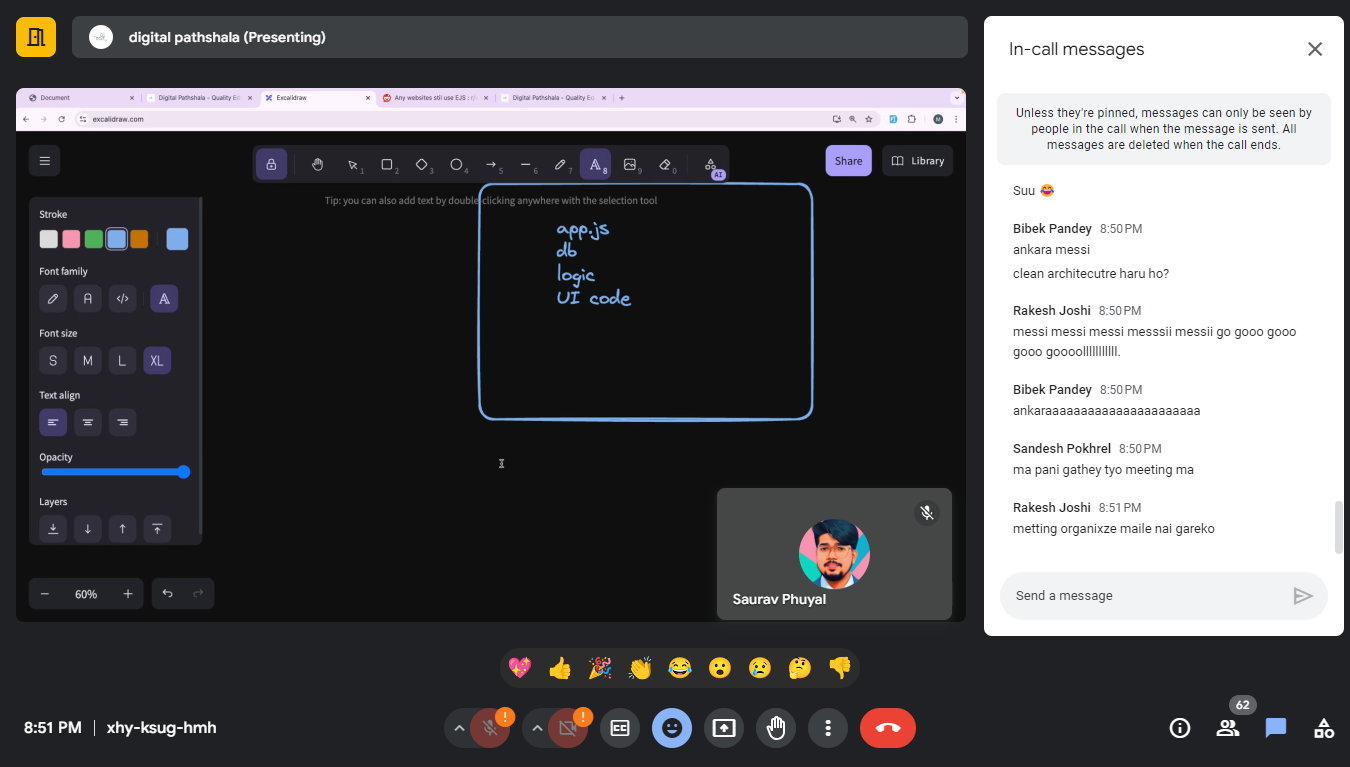 digital pathshala (Presenting)
Document
Digital Pathshala - Quality Ed
Excalidraw
Any websites still use EJS : r/
Digital Pathshala - Quality Ed
excalidraw.com
M
1
2
3
4
5
6
7
A 8
9
0
AI
Share
Library
Tip: you can also add text by double-clicking anywhere with the selection tool
Stroke
Font family
A
</>
A
Font size
S M L XL
Text align
Opacity
Layers
60%
app.js
db
logic
UI code
Saurav Phuyal
In-call messages
Unless they're pinned, messages can only be seen by
people in the call when the message is sent. All
messages are deleted when the call ends.
Suu 😂
Bibek Pandey 8:50 PM
ankara messi
clean architecutre haru ho?
Rakesh Joshi 8:50 PM
messi messi messi messsii messii go gooo gooo
gooo goooolllllllllll.
Bibek Pandey 8:50 PM
ankaraaaaaaaaaaaaaaaaaaaaaa
Sandesh Pokhrel 8:50 PM
ma pani gathey tyo meeting ma
Rakesh Joshi 8:51 PM
metting organixze maile nai gareko
Send a message
8:51 PM | xhy-ksug-hmh
!
!
CC
62